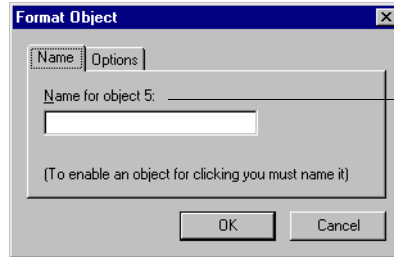 Format Object
Name Options
Name for object 5:
(To enable an object for clicking you must name it)
OK Cancel